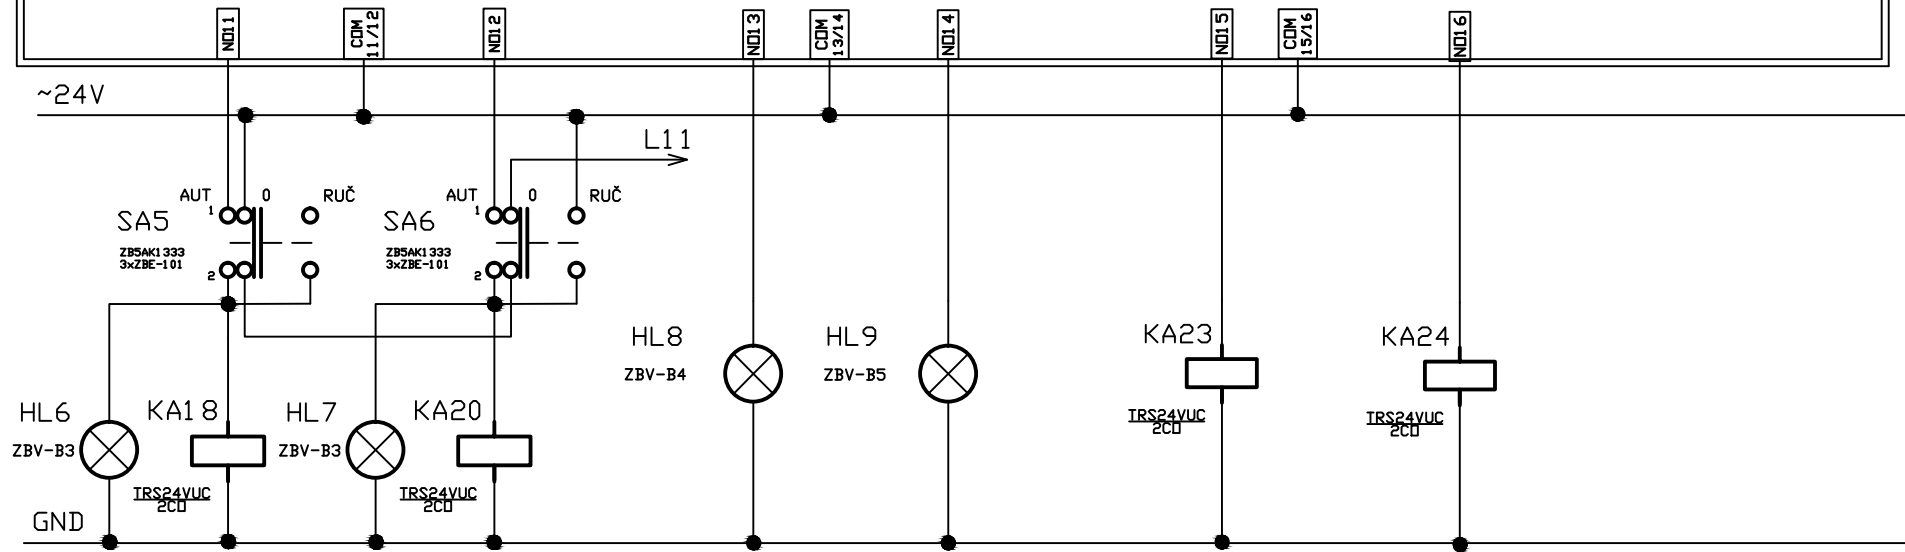 NO11
COM
11/12
NO12
NO13
COM
13/14
NO14
NO15
COM
15/16
NO16
~24V
L11
AUT
0
RUČ
AUT
0
RUČ
1
1
SA5
SA6
ZB5AK1333
3xZBE-101
ZB5AK1333
3xZBE-101
2
2
HL8
HL9
KA23
KA24
ZBV-B4
ZBV-B5
HL6
KA18
HL7
KA20
TRS24VUC
2CO
TRS24VUC
2CO
ZBV-B3
ZBV-B3
TRS24VUC
2CO
TRS24VUC
2CO
GND